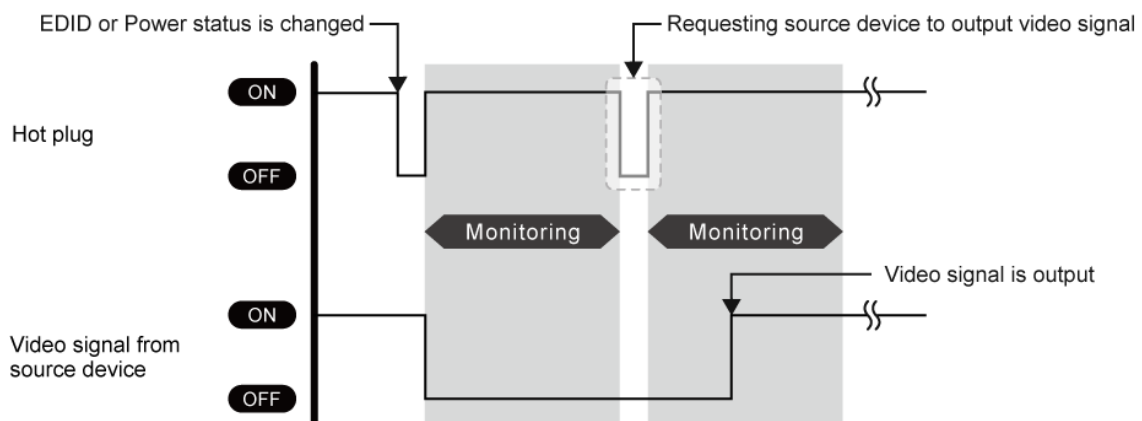 EDID or Power status is changed
Requesting source device to output video signal
ON
Hot plug
OFF
Monitoring
Monitoring
Video signal is output
ON
Video signal from
source device
OFF